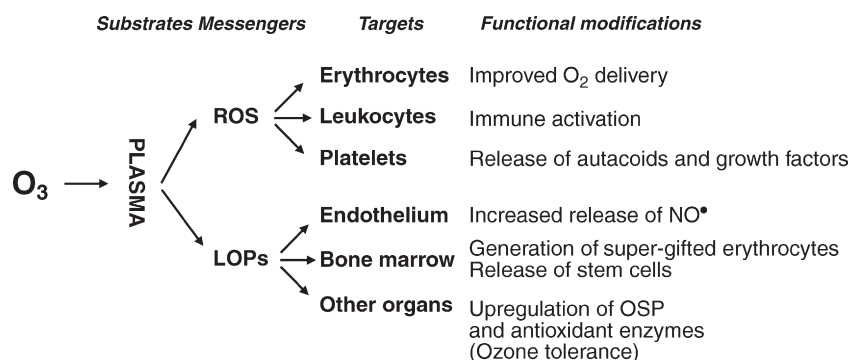 Substrates Messengers Targets Functional modifications
O₃
PLASMA
ROS
Erythrocytes Improved O₂ delivery
Leukocytes Immune activation
Platelets Release of autacoids and growth factors
LOPs
Endothelium Increased release of NO•
Bone marrow Generation of super-gifted erythrocytes
Release of stem cells
Other organs Upregulation of OSP
and antioxidant enzymes
(Ozone tolerance)